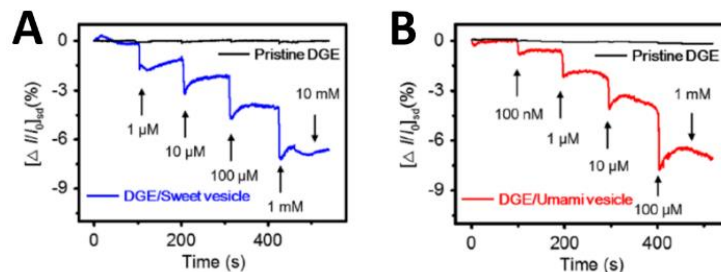 A
[Δ I/I0]sd(%)
0
-3
-6
-9
Pristine DGE
10 mM
1 µM
10 µM
100 µM
1 mM
DGE/Sweet vesicle
0
200
400
Time (s)
B
[Δ I/I0]sd(%)
0
-3
-6
-9
Pristine DGE
100 nM
1 mM
1 µM
10 µM
100 µM
DGE/Umami vesicle
0
200
400
Time (s)